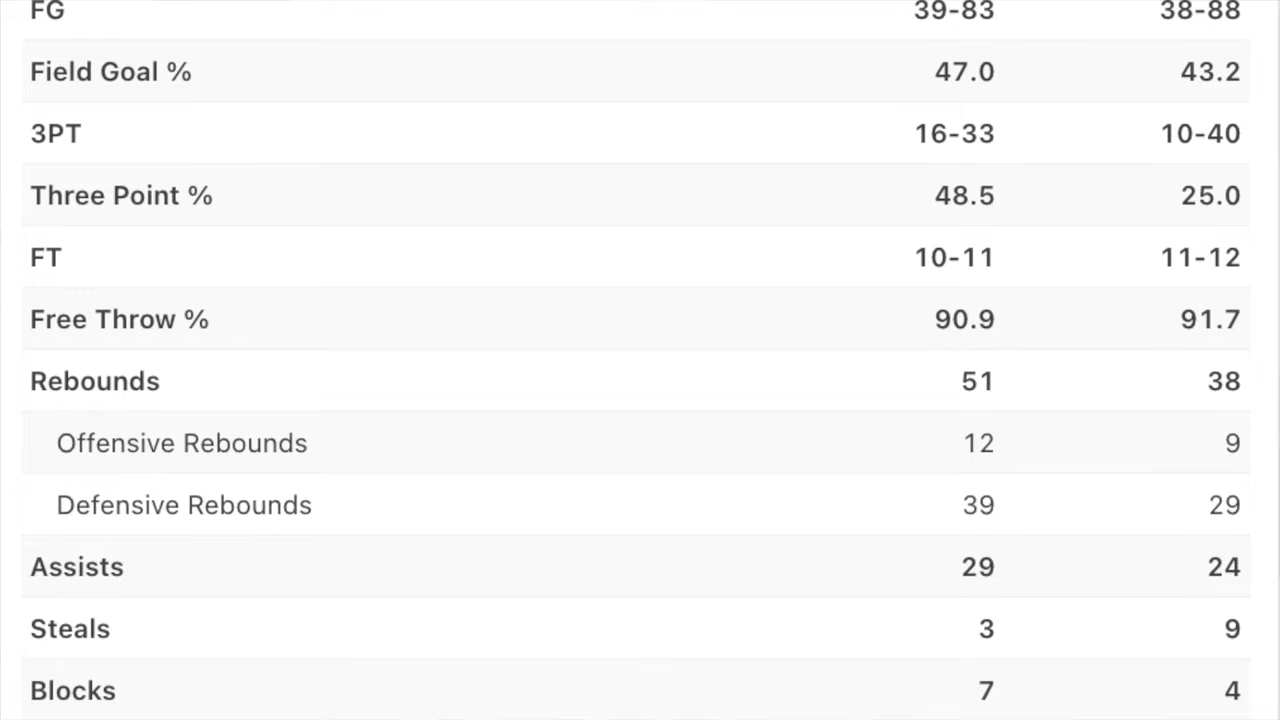 FG 39-83 38-88
Field Goal % 47.0 43.2
3PT 16-33 10-40
Three Point % 48.5 25.0
FT 10-11 11-12
Free Throw % 90.9 91.7
Rebounds 51 38
Offensive Rebounds 12 9
Defensive Rebounds 39 29
Assists 29 24
Steals 3 9
Blocks 7 4